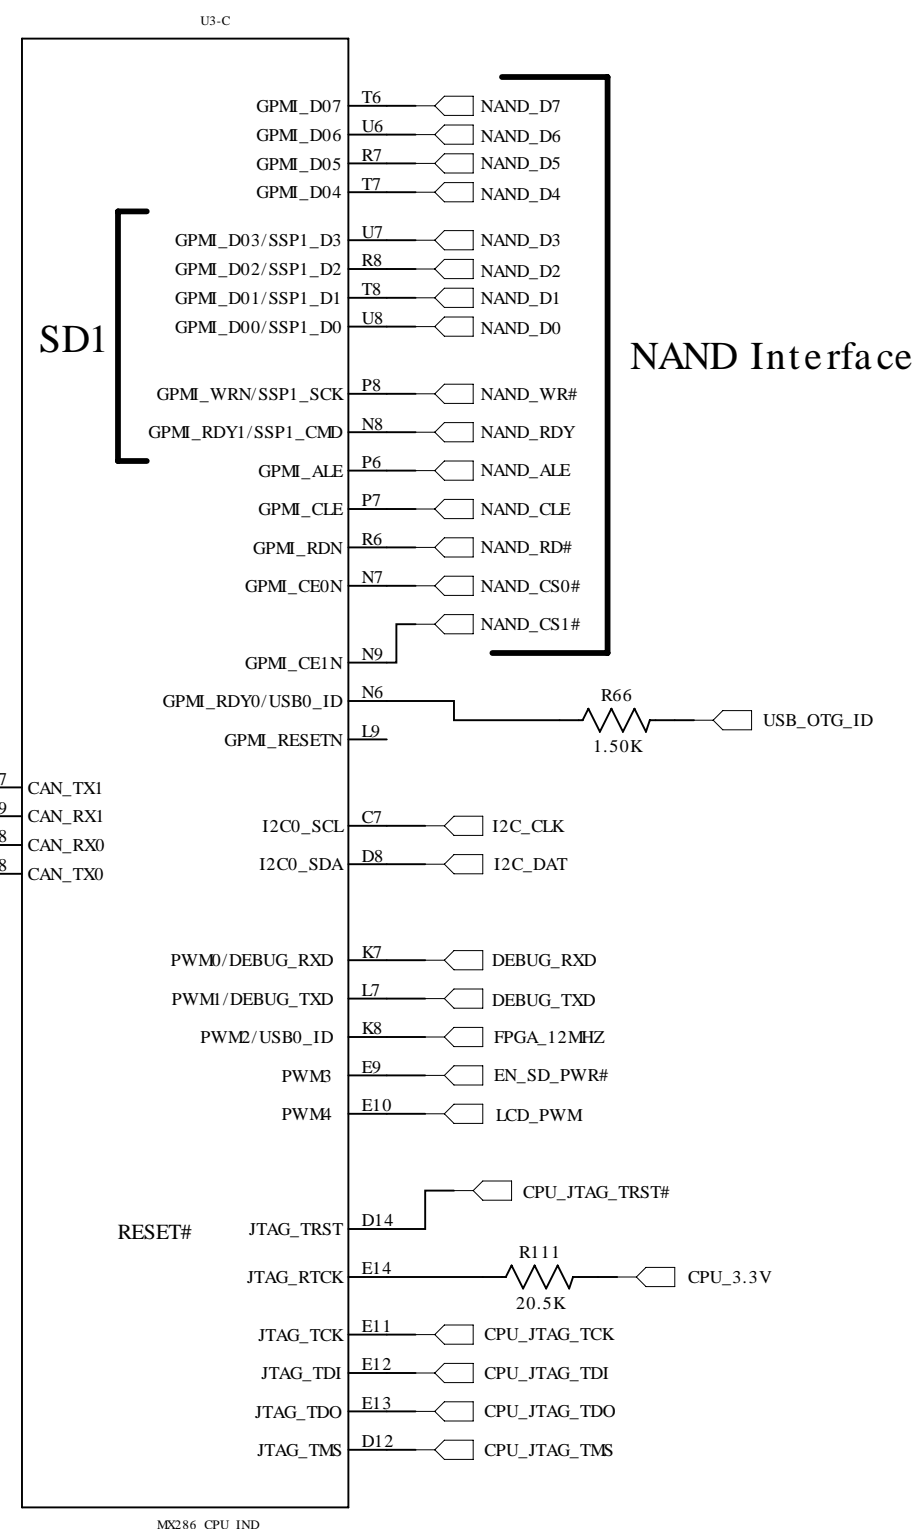 U3-C
GPMI_D07 T6 NAND_D7
GPMI_D06 U6 NAND_D6
GPMI_D05 R7 NAND_D5
GPMI_D04 T7 NAND_D4
GPMI_D03/SSP1_D3 U7 NAND_D3
GPMI_D02/SSP1_D2 R8 NAND_D2
GPMI_D01/SSP1_D1 T8 NAND_D1
GPMI_D00/SSP1_D0 U8 NAND_D0
SD1
NAND Interface
GPMI_WRN/SSP1_SCK P8 NAND_WR#
GPMI_RDY1/SSP1_CMD N8 NAND_RDY
GPMI_ALE P6 NAND_ALE
GPMI_CLE P7 NAND_CLE
GPMI_RDN R6 NAND_RD#
GPMI_CE0N N7 NAND_CS0#
NAND_CS1#
GPMI_CE1N N9
GPMI_RDY0/USB0_ID N6 R66 USB_OTG_ID
1.50K
GPMI_RESETN L9
7 CAN_TX1
9 CAN_RX1
8 CAN_RX0
8 CAN_TX0
I2C0_SCL C7 I2C_CLK
I2C0_SDA D8 I2C_DAT
PWM0/DEBUG_RXD K7 DEBUG_RXD
PWM1/DEBUG_TXD L7 DEBUG_TXD
PWM2/USB0_ID K8 FPGA_12MHZ
PWM3 E9 EN_SD_PWR#
PWM4 E10 LCD_PWM
CPU_JTAG_TRST#
RESET# JTAG_TRST D14
JTAG_RTCK E14 R111 CPU_3.3V
20.5K
JTAG_TCK E11 CPU_JTAG_TCK
JTAG_TDI E12 CPU_JTAG_TDI
JTAG_TDO E13 CPU_JTAG_TDO
JTAG_TMS D12 CPU_JTAG_TMS
MX286_CPU_IND